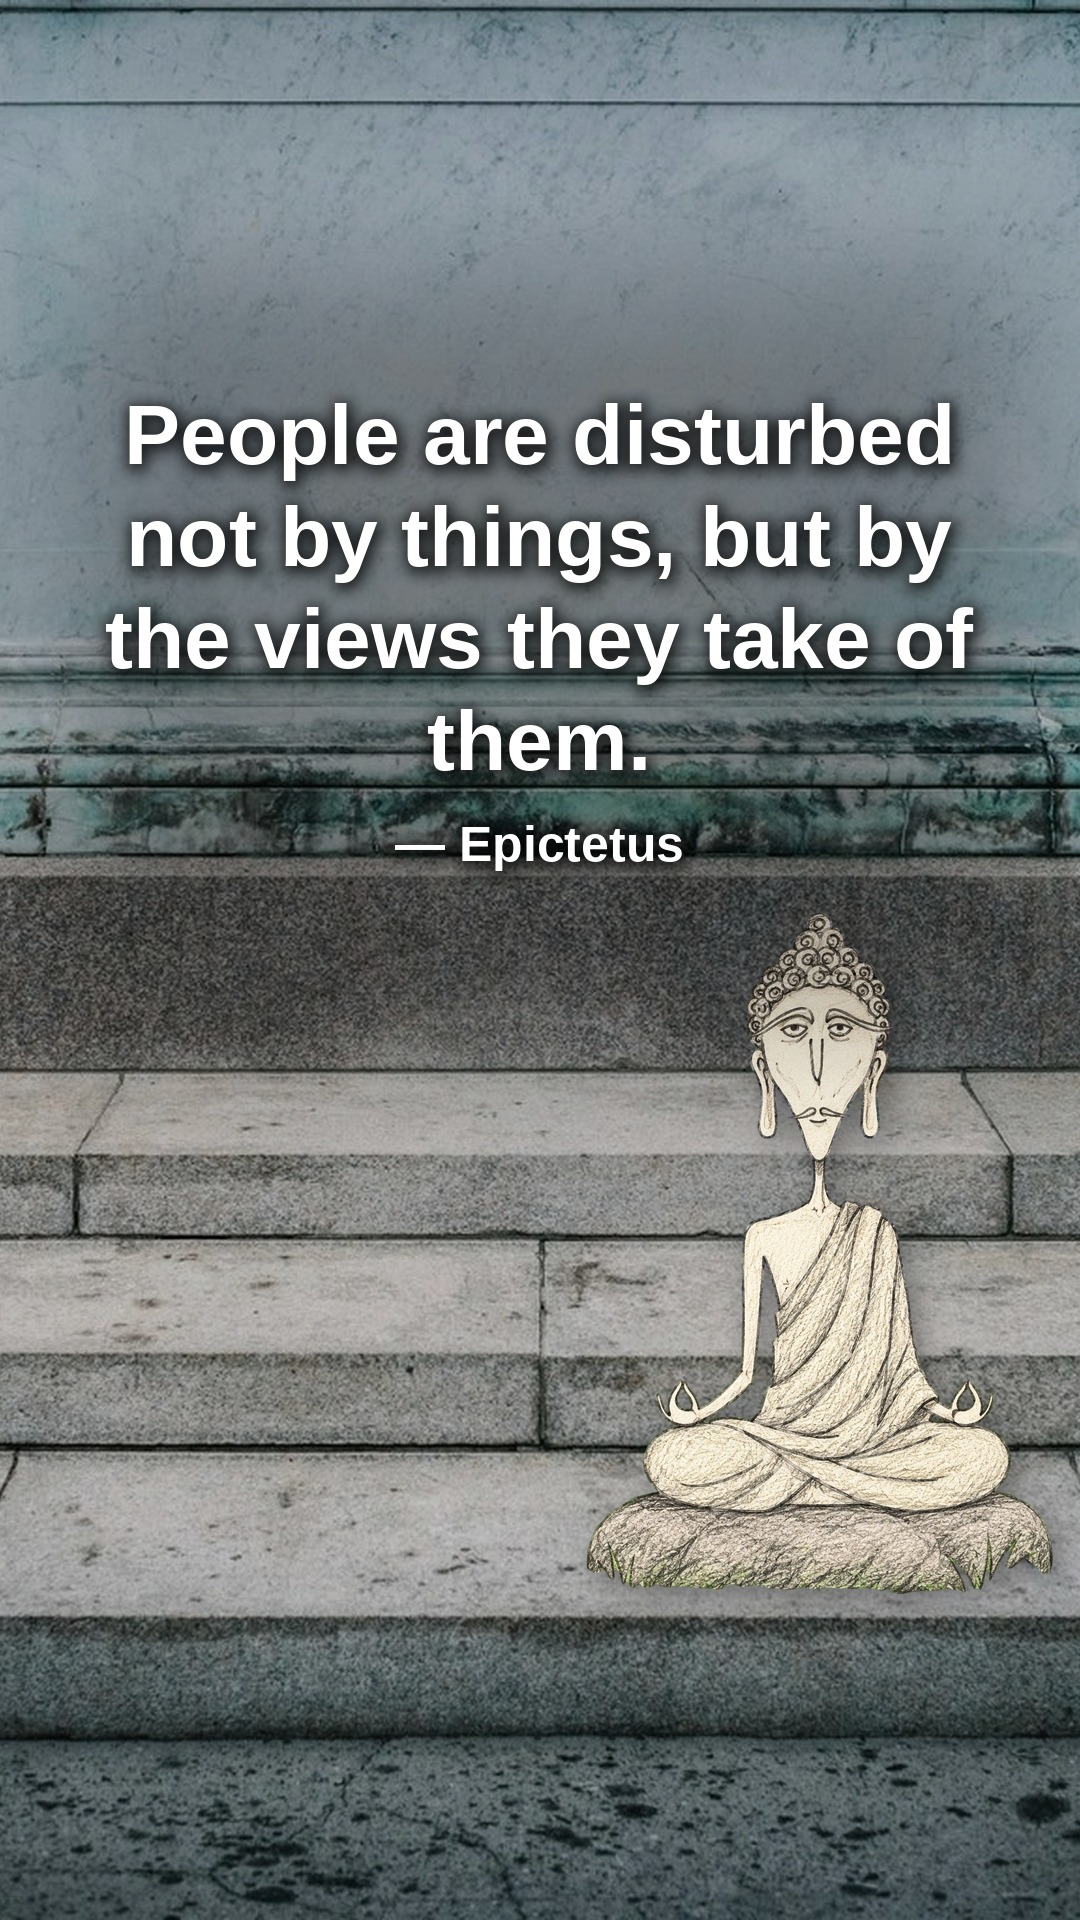 People are disturbed
not by things, but by
the views they take of
them.
— Epictetus